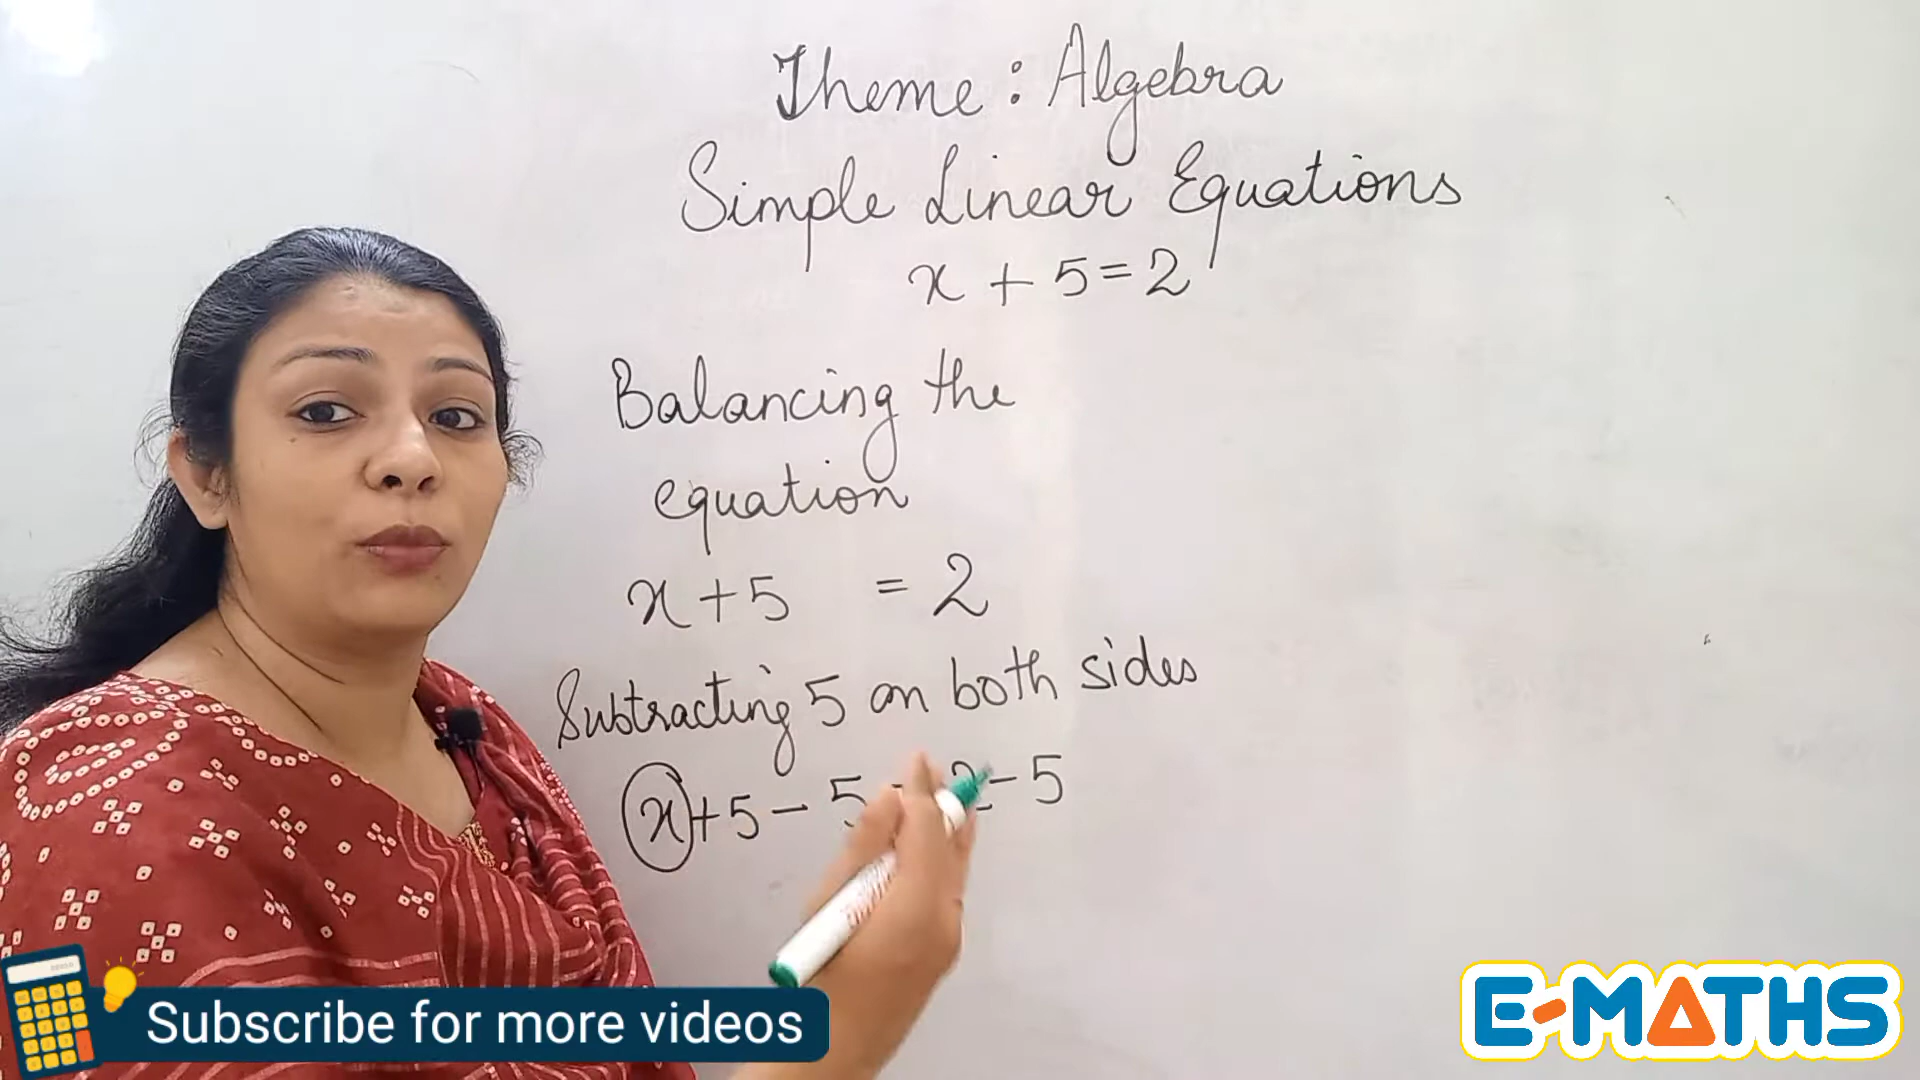 Theme : Algebra
Simple Linear Equations
x + 5 = 2
Balancing the
equation
x + 5 = 2
Subtracting 5 on both sides
x + 5 - 5 = 2 - 5
Subscribe for more videos
E-MATHS